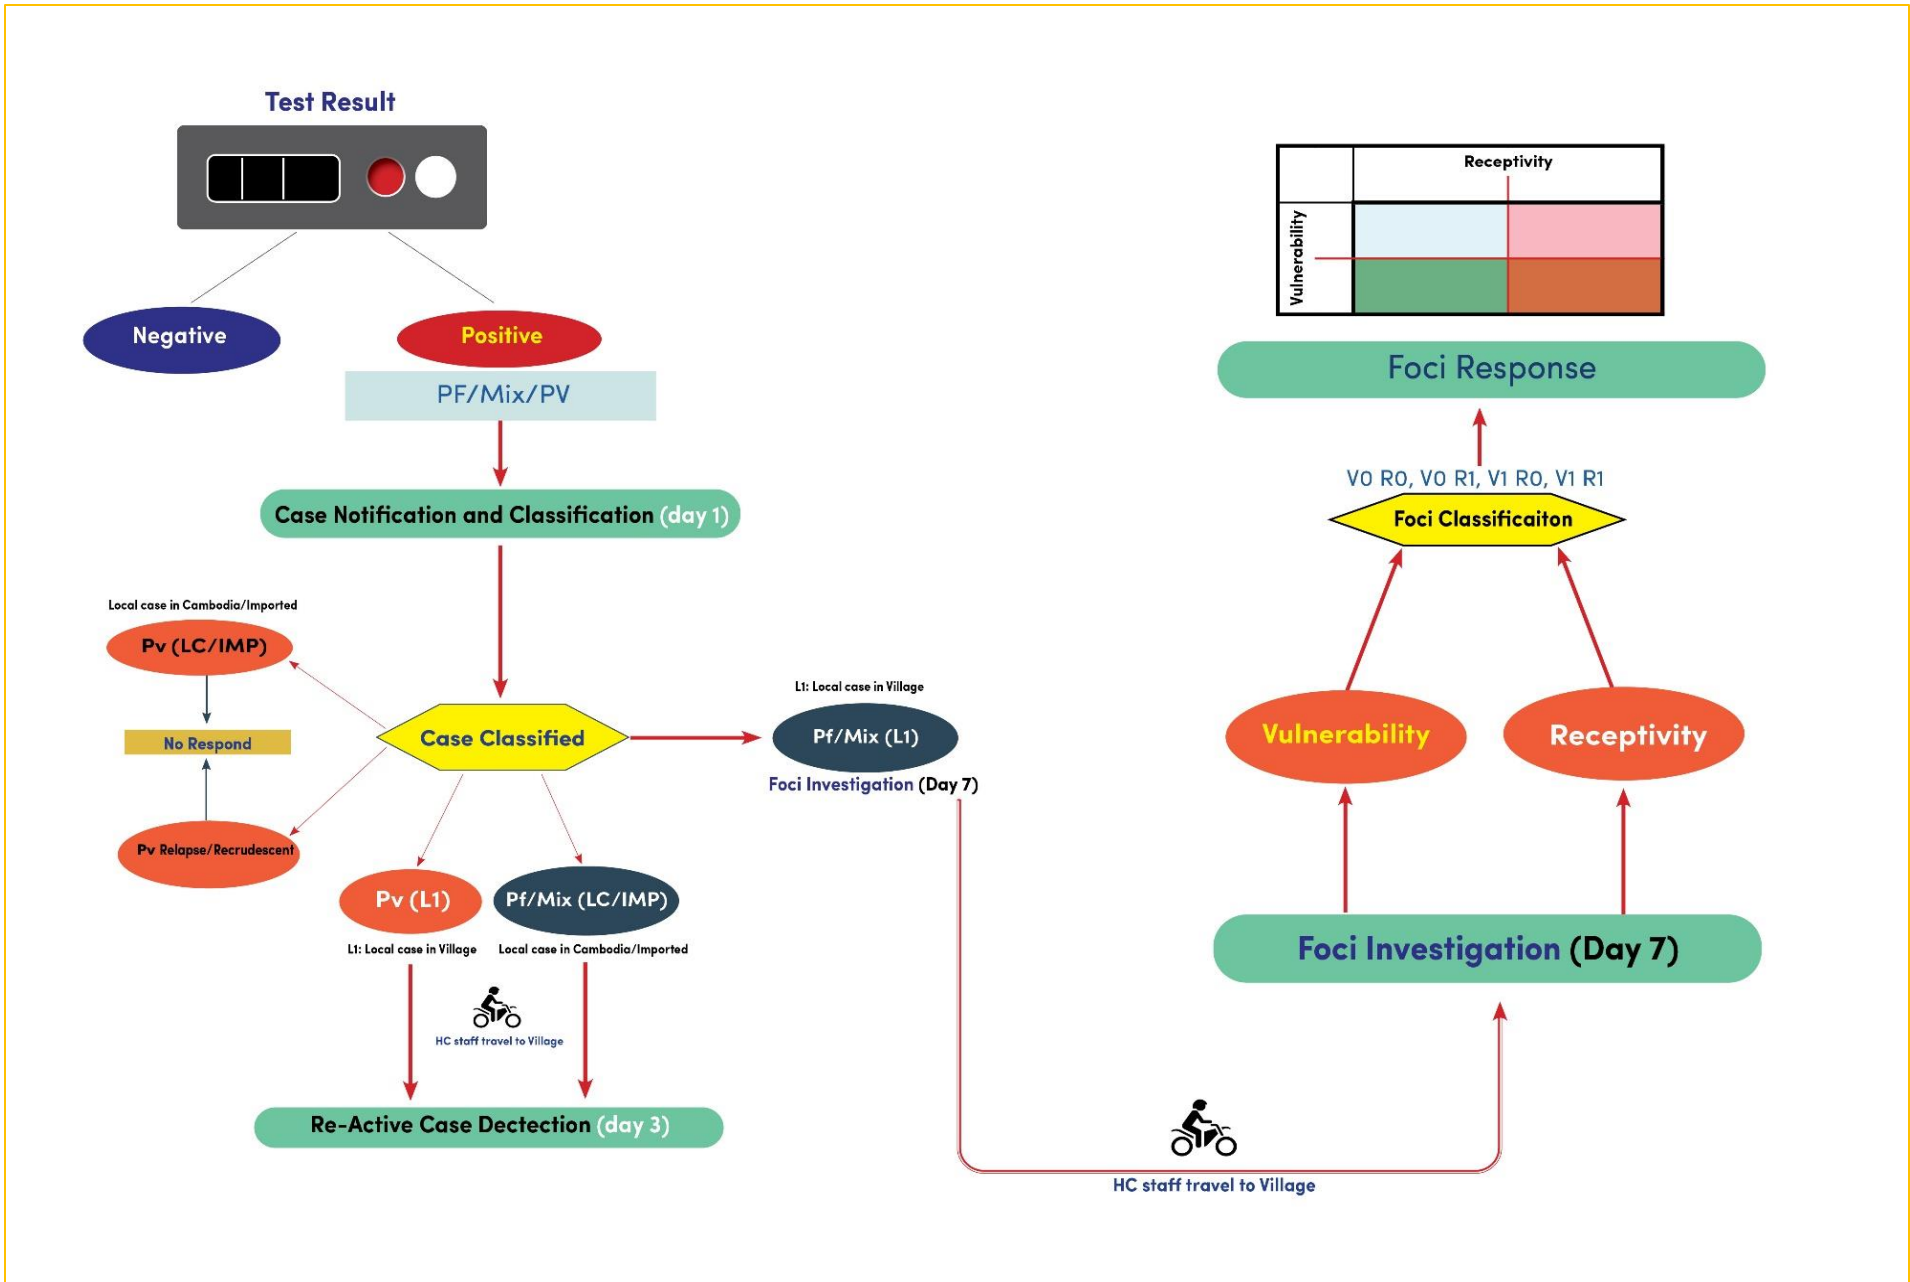 Test Result
Negative
Positive
PF/Mix/PV
Case Notification and Classification (day 1)
Local case in Cambodia/Imported
Pv (LC/IMP)
No Respond
Pv Relapse/Recrudescent
Case Classified
L1: Local case in Village
Pf/Mix (L1)
Foci Investigation (Day 7)
Pv (L1)
Pf/Mix (LC/IMP)
L1: Local case in Village
Local case in Cambodia/Imported
HC staff travel to Village
Re-Active Case Dectection (day 3)
HC staff travel to Village
Receptivity
Vulnerability
Foci Response
V0 R0, V0 R1, V1 R0, V1 R1
Foci Classificaiton
Vulnerability
Receptivity
Foci Investigation (Day 7)